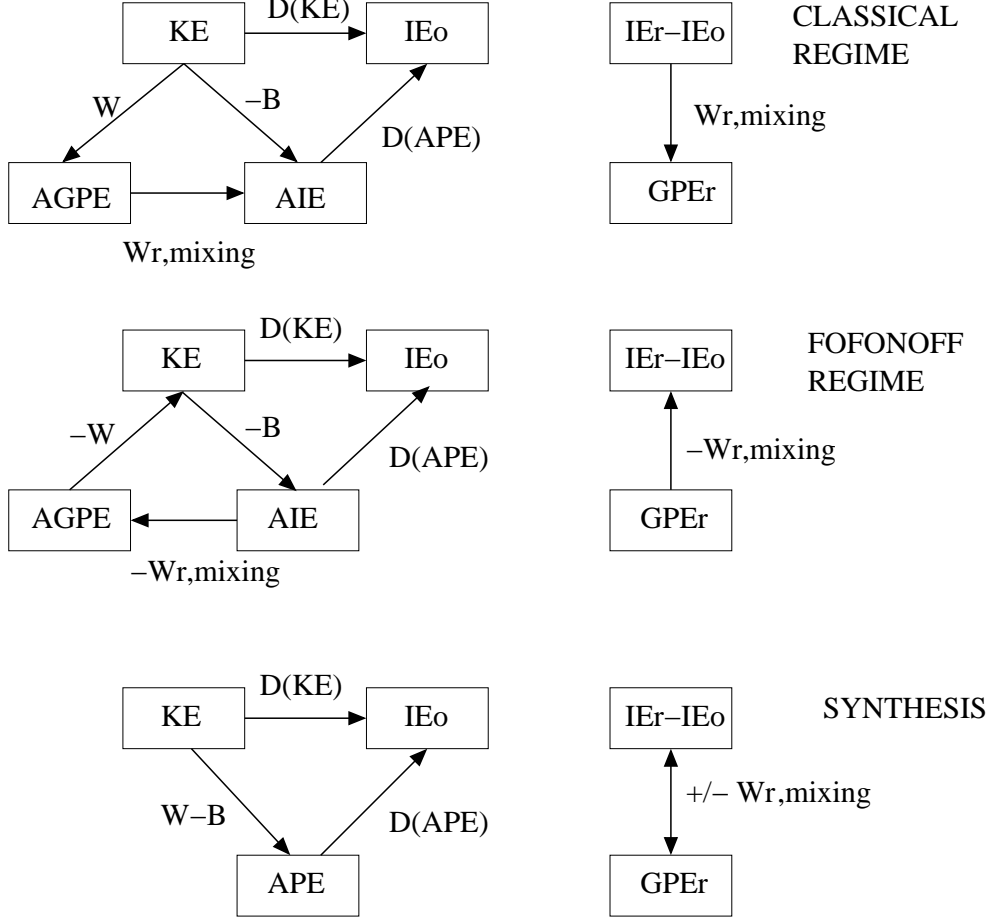 D(KE)
KE
IEo
IEr–IEo
CLASSICAL
REGIME
W
–B
D(APE)
Wr,mixing
AGPE
AIE
GPEr
Wr,mixing
D(KE)
KE
IEo
IEr–IEo
FOFONOFF
REGIME
–W
–B
D(APE)
–Wr,mixing
AGPE
AIE
GPEr
–Wr,mixing
D(KE)
KE
IEo
IEr–IEo
SYNTHESIS
W–B
D(APE)
+/– Wr,mixing
APE
GPEr